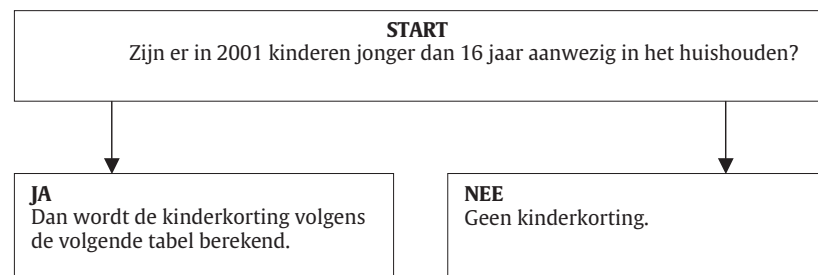 START
Zijn er in 2001 kinderen jonger dan 16 jaar aanwezig in het huishouden?
JA
Dan wordt de kinderkorting volgens
de volgende tabel berekend.
NEE
Geen kinderkorting.